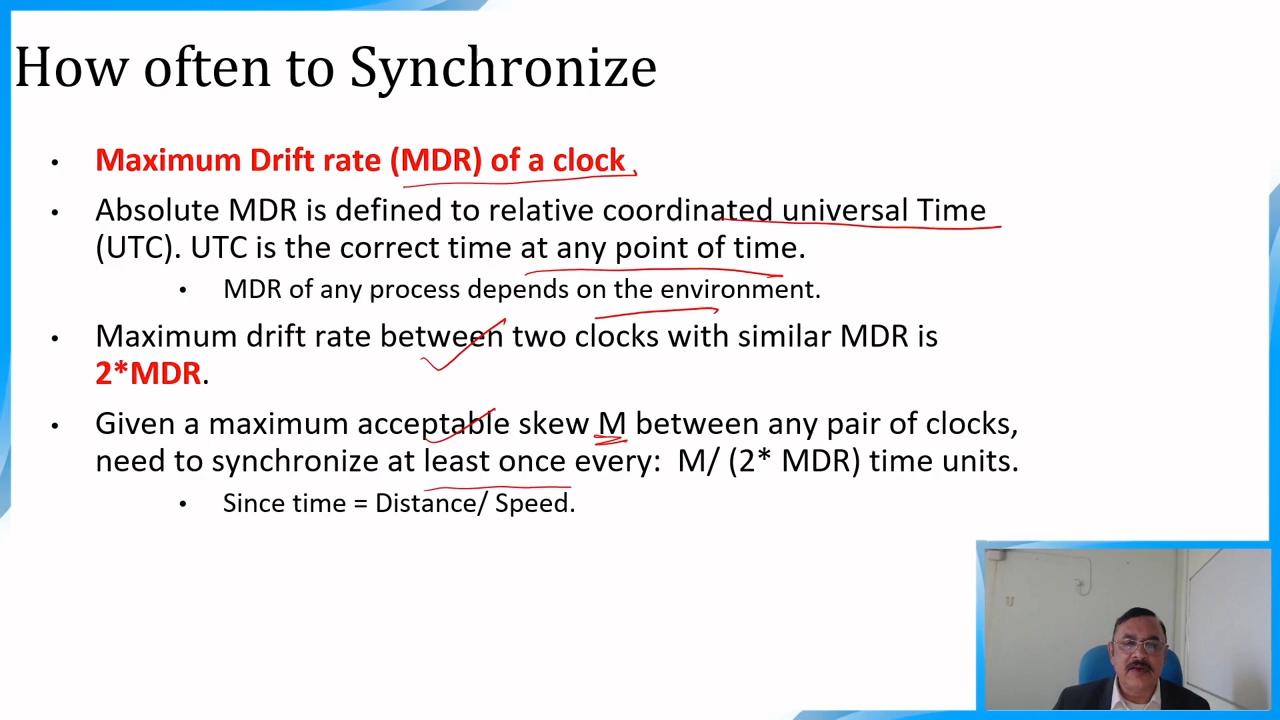 How often to Synchronize
• Maximum Drift rate (MDR) of a clock
• Absolute MDR is defined to relative coordinated universal Time
(UTC). UTC is the correct time at any point of time.
• MDR of any process depends on the environment.
• Maximum drift rate between two clocks with similar MDR is
2*MDR.
• Given a maximum acceptable skew M between any pair of clocks,
need to synchronize at least once every: M/ (2* MDR) time units.
• Since time = Distance/ Speed.